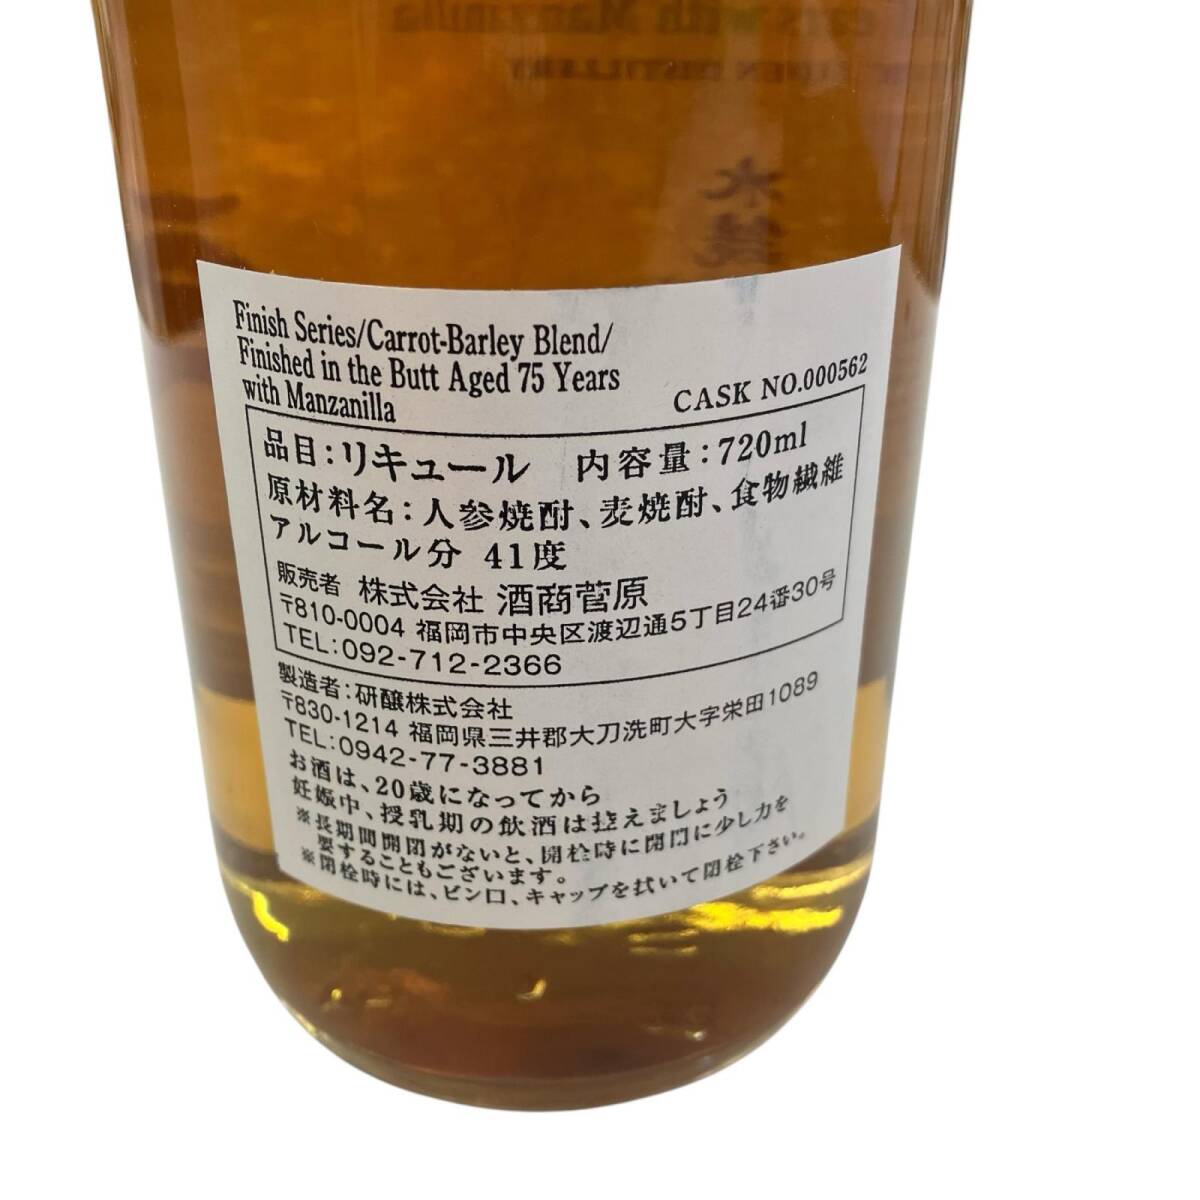 Finish Series/Carrot-Barley Blend/
Finished in the Butt Aged 75 Years
with Manzanilla
CASK NO.000562
品目:リキュール 内容量:720ml
原材料名:人参焼酎、麦焼酎、食物繊維
アルコール分 41度
販売者 株式会社 酒商菅原
〒810-0004 福岡市中央区渡辺通5丁目24番30号
TEL:092-712-2366
製造者:研醸株式会社
〒830-1214 福岡県三井郡大刀洗町大字栄田1089
TEL:0942-77-3881
お酒は、20歳になってから
妊娠中、授乳期の飲酒は控えましょう
※長期間開閉がないと、開栓時に開閉に少し力を
要することもございます。
※閉栓時には、ビン口、キャップを拭いて閉栓下さい。